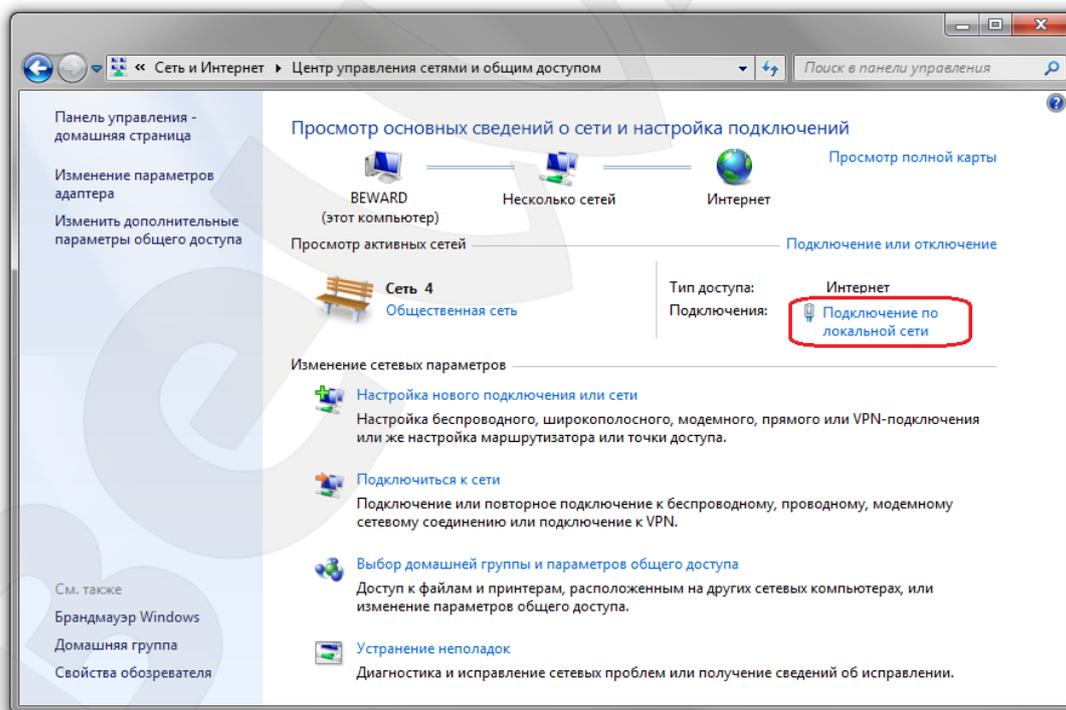 « Сеть и Интернет ▸ Центр управления сетями и общим доступом
Поиск в панели управления
Панель управления -
домашняя страница
Изменение параметров
адаптера
Изменить дополнительные
параметры общего доступа
Просмотр основных сведений о сети и настройка подключений
Просмотр полной карты
BEWARD
(этот компьютер)
Несколько сетей
Интернет
Просмотр активных сетей
Подключение или отключение
Сеть 4
Общественная сеть
Тип доступа: Интернет
Подключения: Подключение по
локальной сети
Изменение сетевых параметров
Настройка нового подключения или сети
Настройка беспроводного, широкополосного, модемного, прямого или VPN-подключения
или же настройка маршрутизатора или точки доступа.
Подключиться к сети
Подключение или повторное подключение к беспроводному, проводному, модемному
сетевому соединению или подключение к VPN.
Выбор домашней группы и параметров общего доступа
Доступ к файлам и принтерам, расположенным на других сетевых компьютерах, или
изменение параметров общего доступа.
Устранение неполадок
Диагностика и исправление сетевых проблем или получение сведений об исправлении.
См. также
Брандмауэр Windows
Домашняя группа
Свойства обозревателя